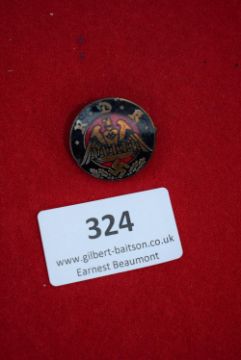 R D K
324
www.gilbert-baitson.co.uk
Earnest Beaumont